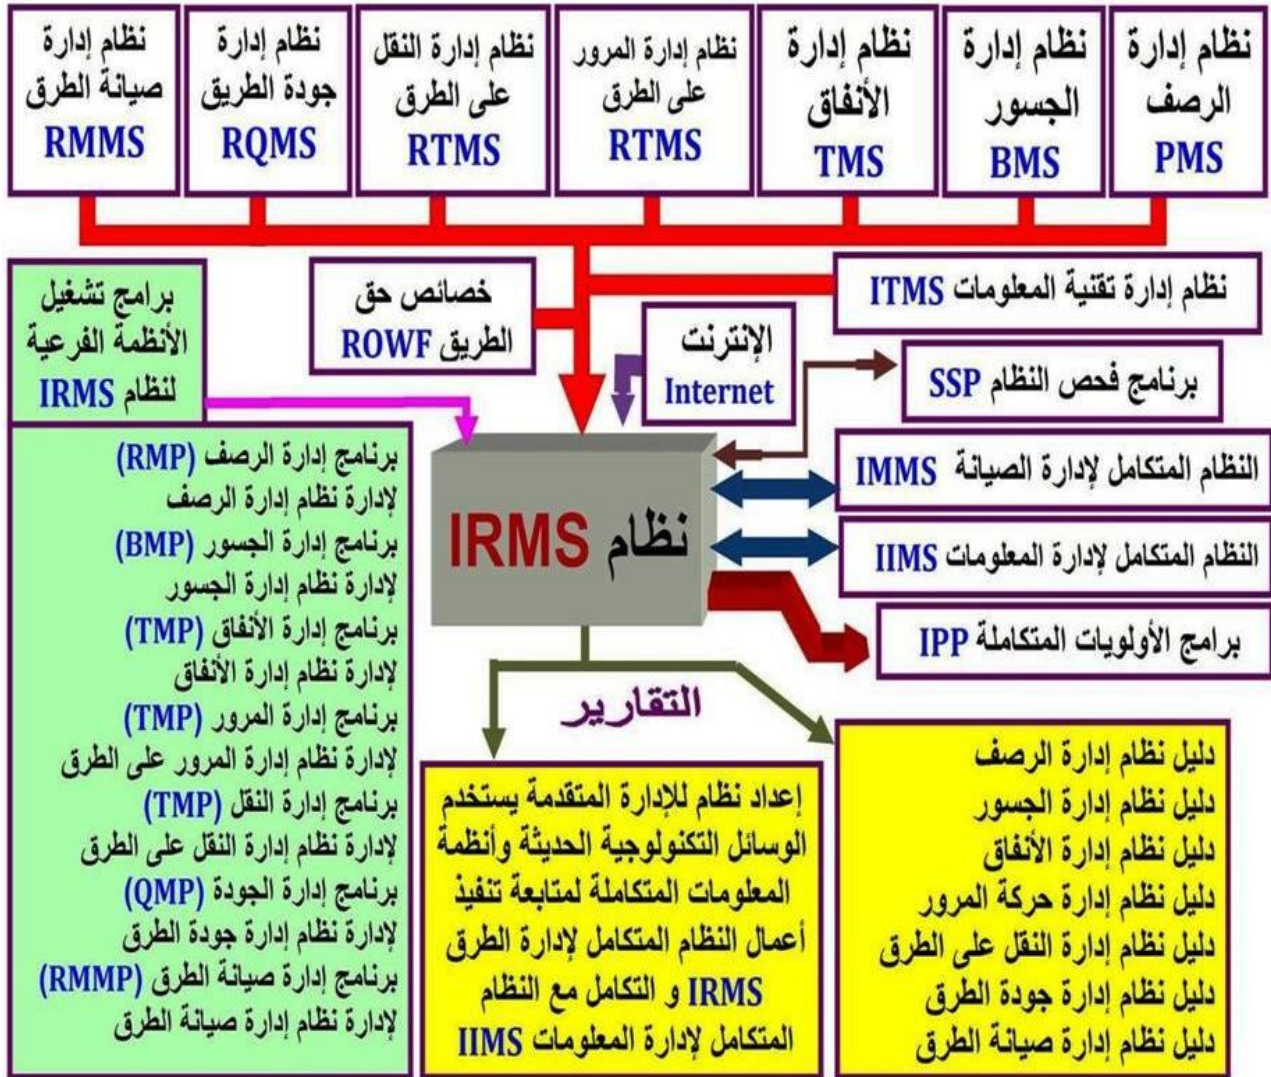 نظام إدارة
الرصف
PMS
نظام إدارة
الجسور
BMS
نظام إدارة
الأنفاق
TMS
نظام إدارة المرور
على الطرق
RTMS
نظام إدارة النقل
على الطرق
RTMS
نظام إدارة
جودة الطريق
RQMS
نظام إدارة
صيانة الطرق
RMMS
نظام إدارة تقنية المعلومات ITMS
خصائص حق
الطريق ROWF
برامج تشغيل
الأنظمة الفرعية
لنظام IRMS
الإنترنت
Internet
برنامج فحص النظام SSP
النظام المتكامل لإدارة الصيانة IMMS
النظام المتكامل لإدارة المعلومات IIMS
برامج الأولويات المتكاملة IPP
نظام IRMS
برنامج إدارة الرصف (RMP)
لإدارة نظام إدارة الرصف
برنامج إدارة الجسور (BMP)
لإدارة نظام إدارة الجسور
برنامج إدارة الأنفاق (TMP)
لإدارة نظام إدارة الأنفاق
برنامج إدارة المرور (TMP)
لإدارة نظام إدارة المرور على الطرق
برنامج إدارة النقل (TMP)
لإدارة نظام إدارة النقل على الطرق
برنامج إدارة الجودة (QMP)
لإدارة نظام إدارة جودة الطرق
برنامج إدارة صيانة الطرق (RMMP)
لإدارة نظام إدارة صيانة الطرق
التقارير
دليل نظام إدارة الرصف
دليل نظام إدارة الجسور
دليل نظام إدارة الأنفاق
دليل نظام إدارة حركة المرور
دليل نظام إدارة النقل على الطرق
دليل نظام إدارة جودة الطرق
دليل نظام إدارة صيانة الطرق
إعداد نظام للإدارة المتقدمة يستخدم
الوسائل التكنولوجية الحديثة وأنظمة
المعلومات المتكاملة لمتابعة تنفيذ
أعمال النظام المتكامل لإدارة الطرق
IRMS و التكامل مع النظام
المتكامل لإدارة المعلومات IIMS